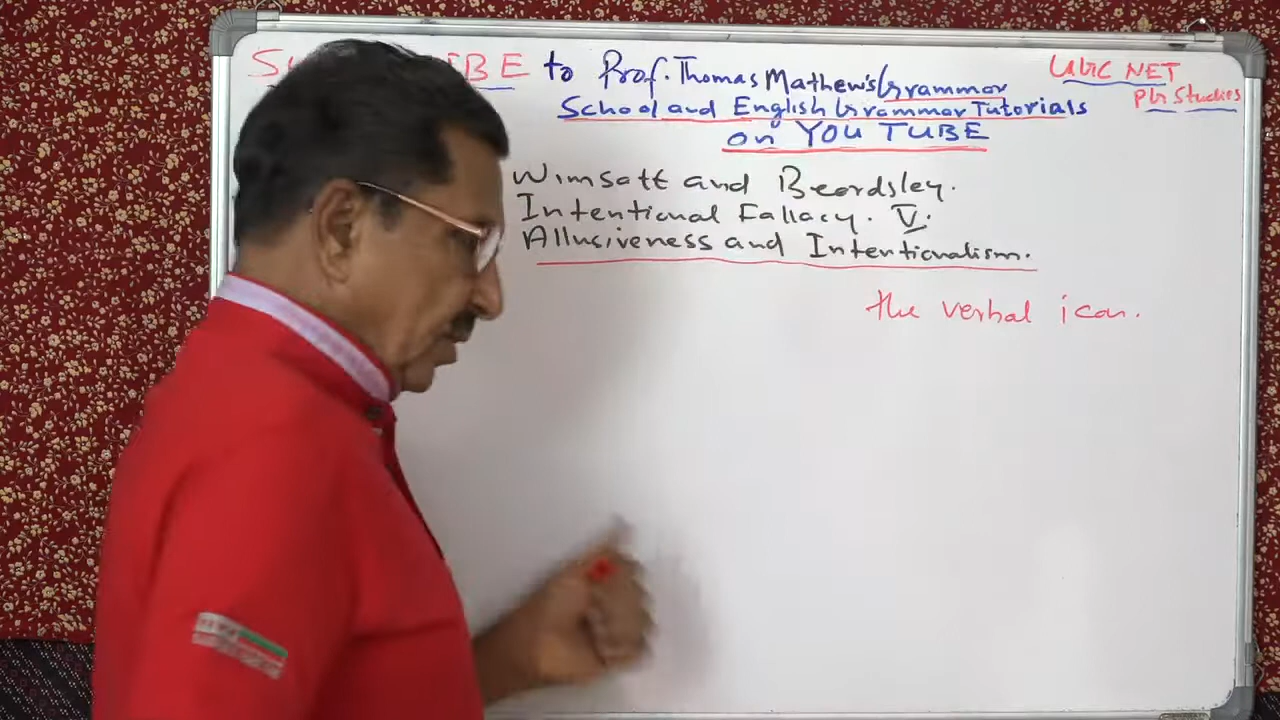 to Prof. Thomas Mathew's Grammar
School and English Grammar Tutorials
on YOU TUBE
UGC NET
PG Studies
Wimsatt and Beardsley.
Intentional Fallacy. V.
Allusiveness and Intentionalism.
the verbal icon.